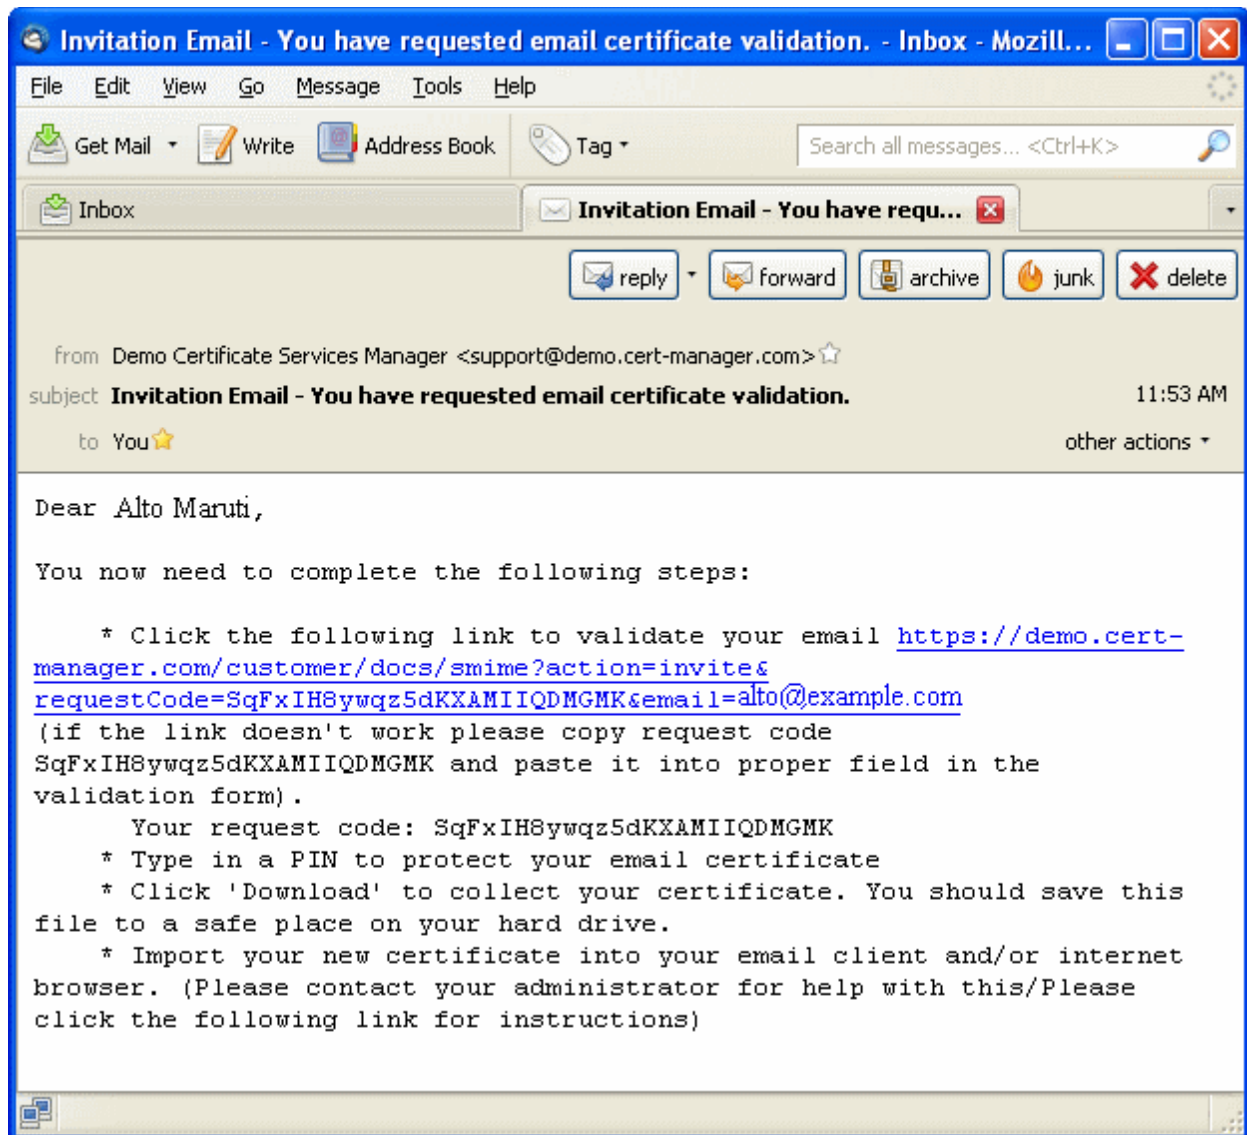 Invitation Email - You have requested email certificate validation. - Inbox - Mozill...
File Edit View Go Message Tools Help
Get Mail Write Address Book Tag Search all messages... <Ctrl+K>
Inbox Invitation Email - You have requ...
reply forward archive junk delete
from Demo Certificate Services Manager <support@demo.cert-manager.com>
subject Invitation Email - You have requested email certificate validation. 11:53 AM
to You other actions
Dear Alto Maruti,
You now need to complete the following steps:
* Click the following link to validate your email https://demo.cert-
manager.com/customer/docs/smime?action=invite&
requestCode=SqFxIH8ywqz5dKXAMIIQDMGMK&email=alto@example.com
(if the link doesn't work please copy request code
SqFxIH8ywqz5dKXAMIIQDMGMK and paste it into proper field in the
validation form).
Your request code: SqFxIH8ywqz5dKXAMIIQDMGMK
* Type in a PIN to protect your email certificate
* Click 'Download' to collect your certificate. You should save this
file to a safe place on your hard drive.
* Import your new certificate into your email client and/or internet
browser. (Please contact your administrator for help with this/Please
click the following link for instructions)